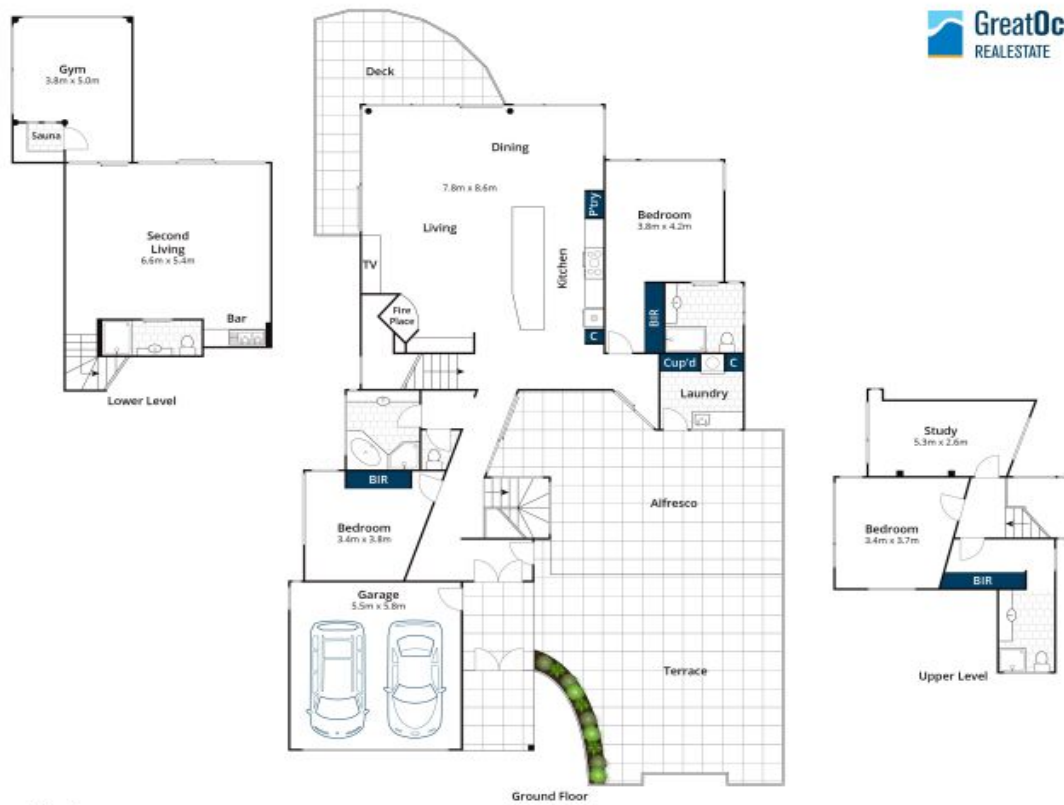 GreatOc
REALESTATE
Gym
3.8m x 5.0m
Sauna
Second
Living
6.6m x 5.4m
Bar
Lower Level
Deck
Dining
7.8m x 8.6m
Living
TV
Fire
Place
Kitchen
P'try
C
Bedroom
3.8m x 4.2m
BIR
Cup'd
C
Laundry
BIR
Bedroom
3.4m x 3.8m
Garage
5.5m x 5.8m
Alfresco
Terrace
Ground Floor
Study
5.3m x 2.6m
Bedroom
3.4m x 3.7m
BIR
Upper Level